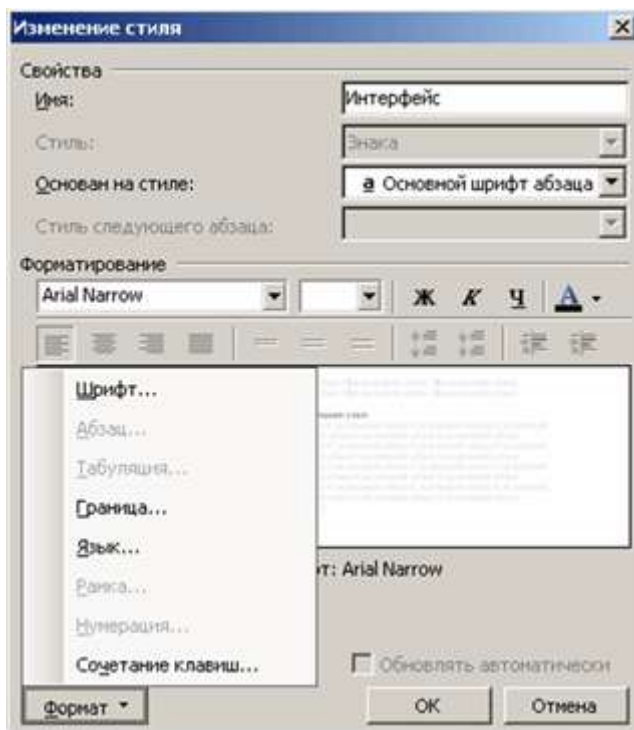 Изменение стиля
Свойства
Имя: Интерфейс
Стиль: Знака
Основан на стиле: a Основной шрифт абзаца
Стиль следующего абзаца:
Форматирование
Arial Narrow Ж К Ч А
Шрифт...
Абзац...
Табуляция...
Граница...
Язык...
Рамка...
Нумерация...
Сочетание клавиш...
т: Arial Narrow
Обновлять автоматически
Формат ОК Отмена